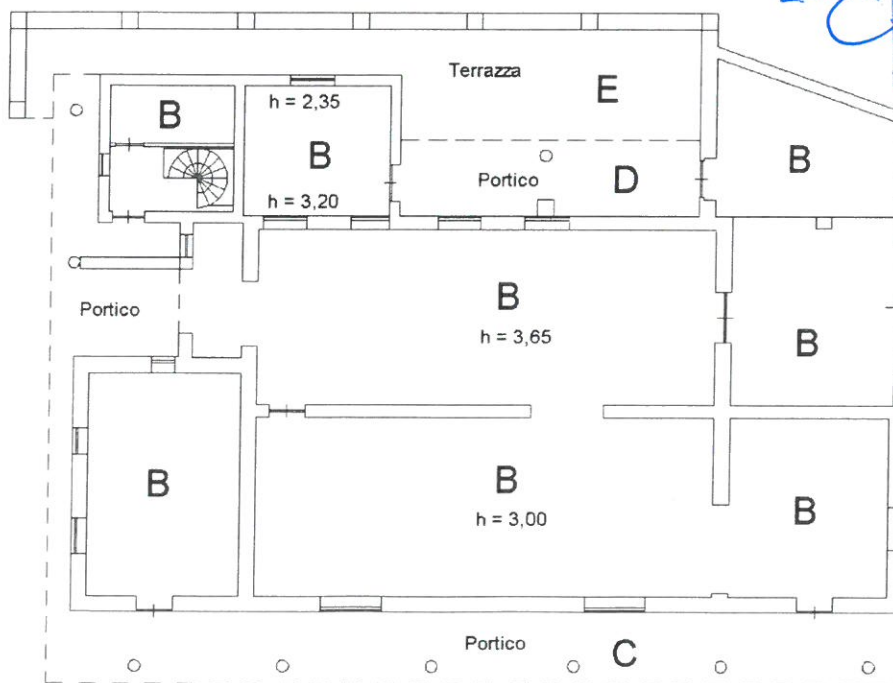 Terrazza
E
h = 2,35
B
B
B
h = 3,20
Portico
D
Portico
B
h = 3,65
B
B
B
h = 3,00
B
Portico
C